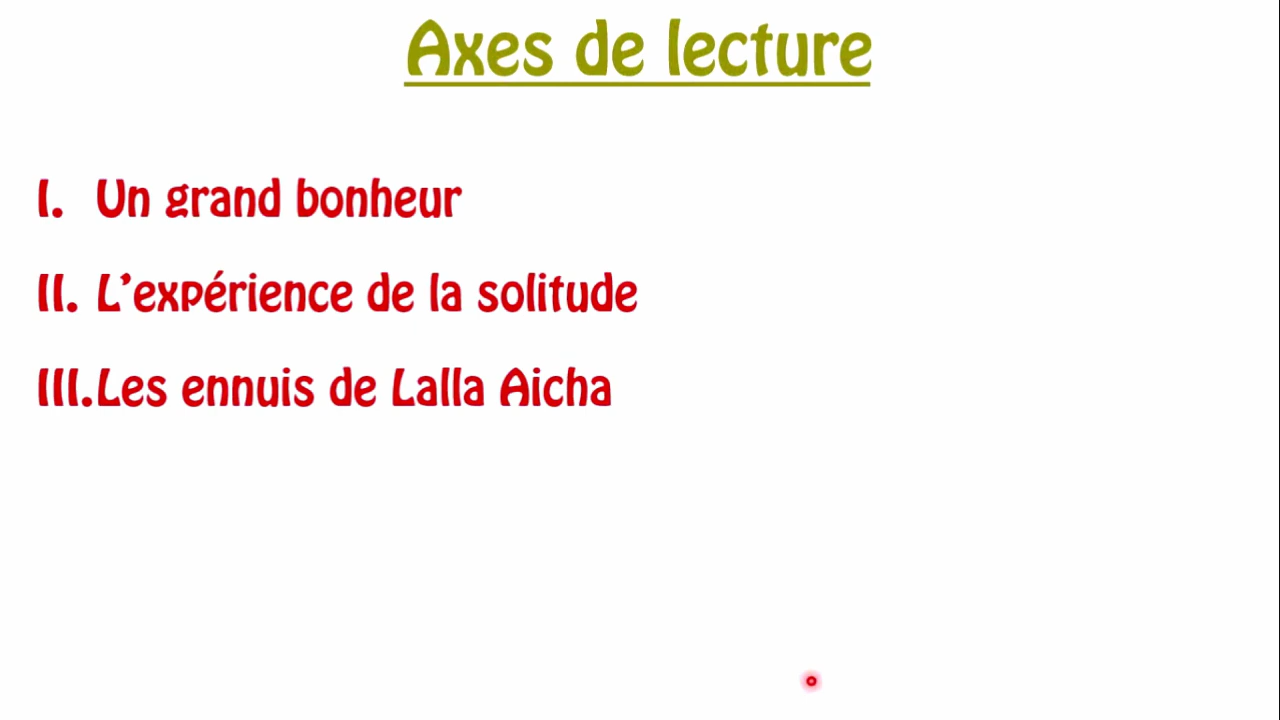 Axes de lecture
I. Un grand bonheur
II. L'expérience de la solitude
III.Les ennuis de Lalla Aicha